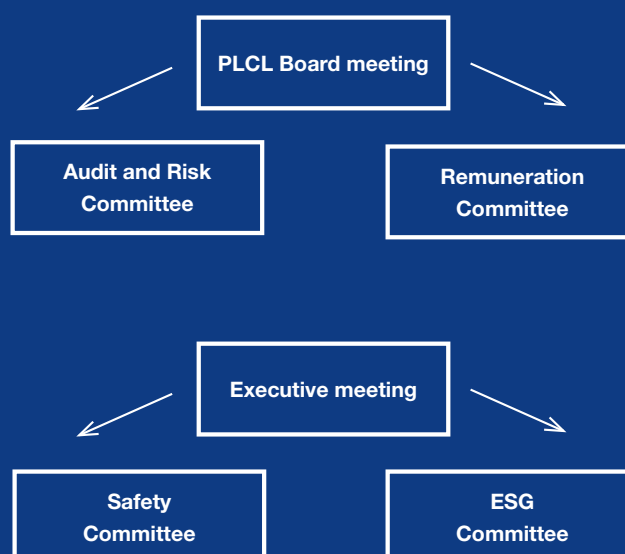 PLCL Board meeting
Audit and Risk
Committee
Remuneration
Committee
Executive meeting
Safety
Committee
ESG
Committee